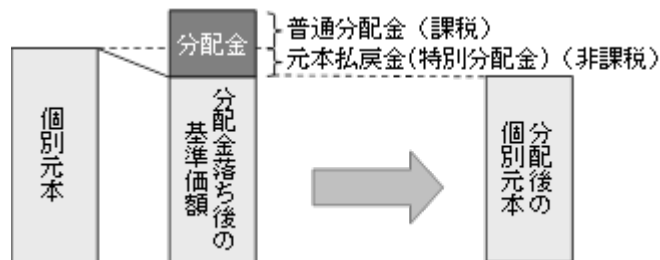 分配金
普通分配金（課税）
元本払戻金(特別分配金)（非課税）
個別元本
分配金落ち後の
基準価額
分配後の
個別元本